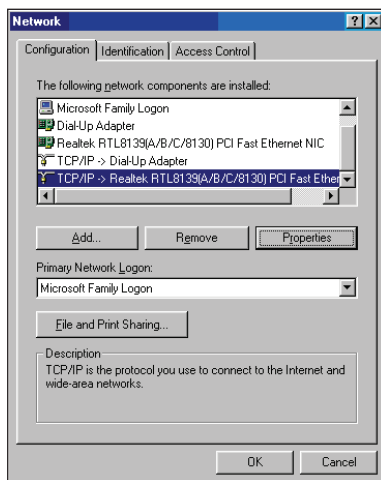 Network
Configuration Identification Access Control
The following network components are installed:
Microsoft Family Logon
Dial-Up Adapter
Realtek RTL8139(A/B/C/8130) PCI Fast Ethernet NIC
TCP/IP -> Dial-Up Adapter
TCP/IP -> Realtek RTL8139(A/B/C/8130) PCI Fast Ether
Add... Remove Properties
Primary Network Logon:
Microsoft Family Logon
File and Print Sharing...
Description
TCP/IP is the protocol you use to connect to the Internet and
wide-area networks.
OK Cancel